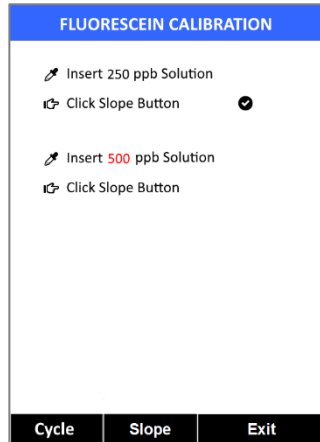 FLUORESCEIN CALIBRATION
Insert 250 ppb Solution
Click Slope Button
Insert 500 ppb Solution
Click Slope Button
Cycle Slope Exit